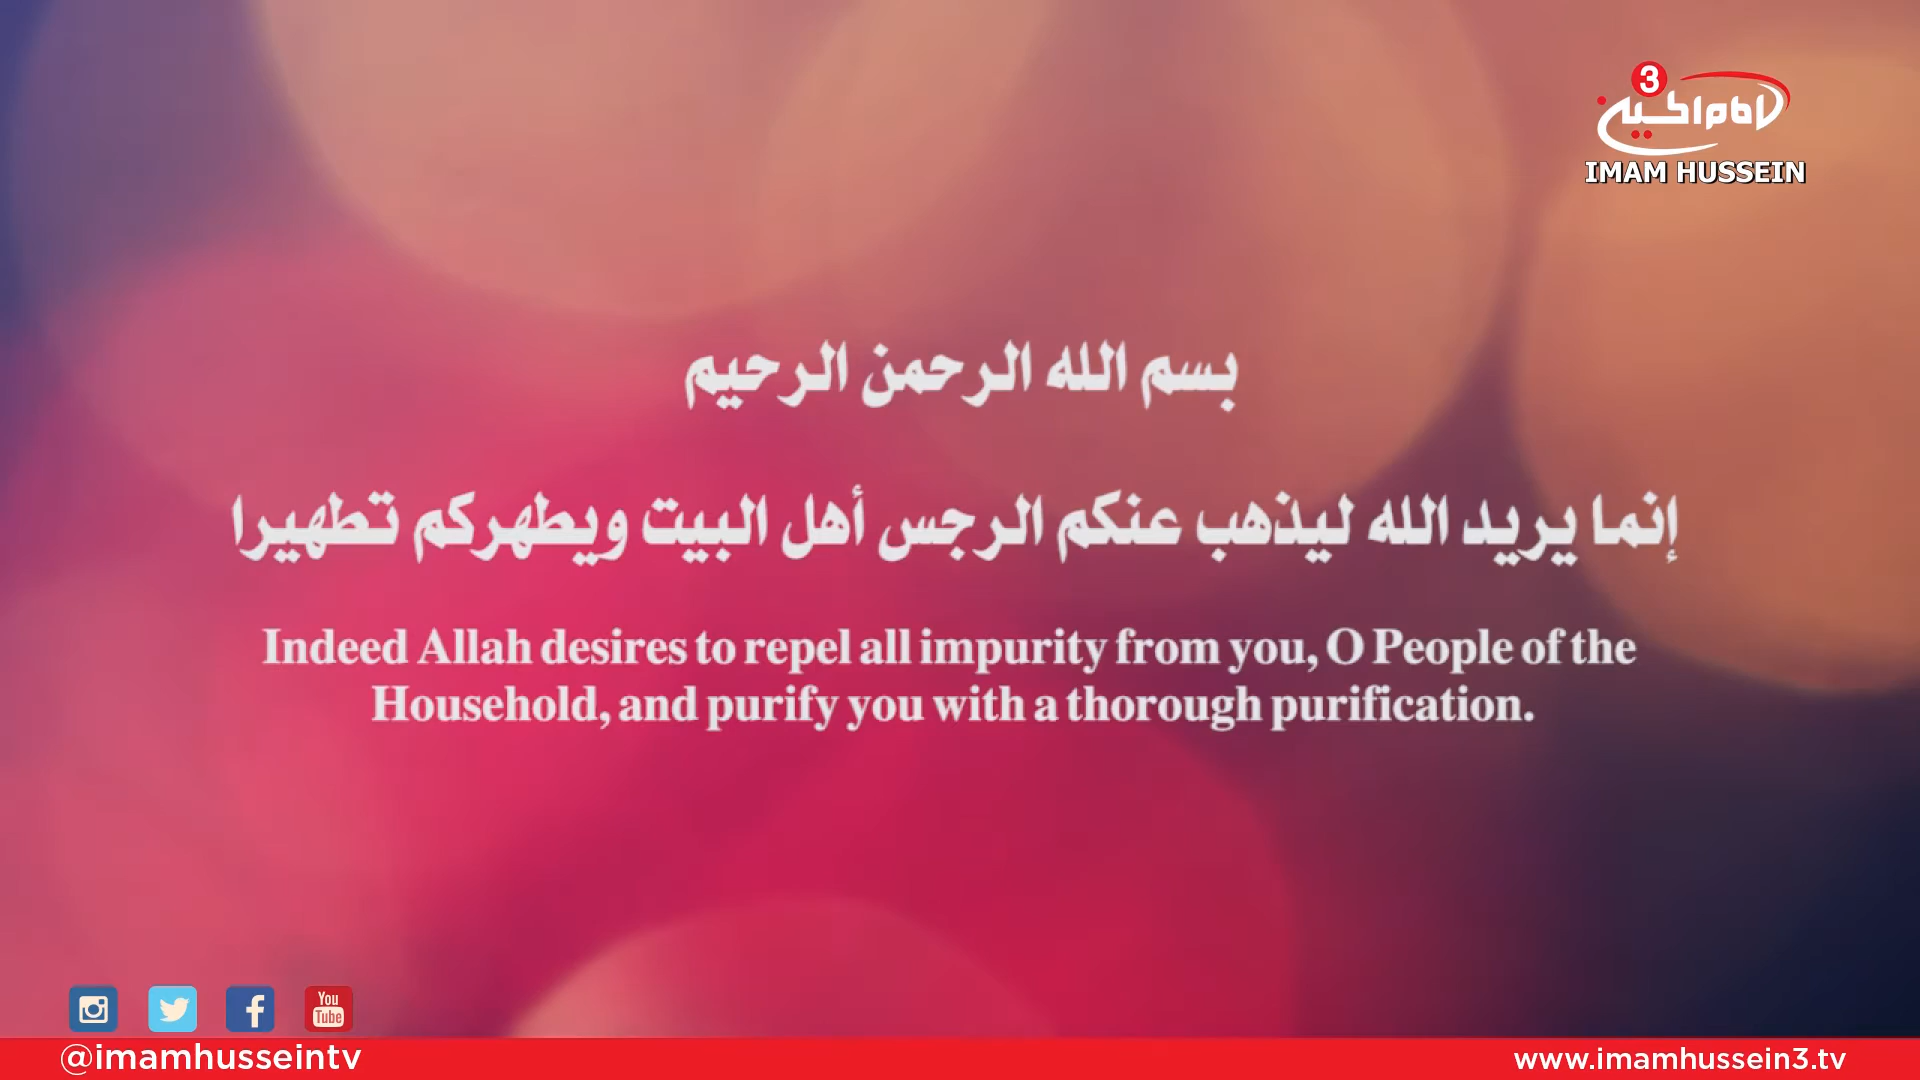 3
الامام الحسين
IMAM HUSSEIN
بسم الله الرحمن الرحيم
إنما يريد الله ليذهب عنكم الرجس أهل البيت ويطهركم تطهيرا
Indeed Allah desires to repel all impurity from you, O People of the
Household, and purify you with a thorough purification.
You
Tube
@imamhusseintv
www.imamhussein3.tv